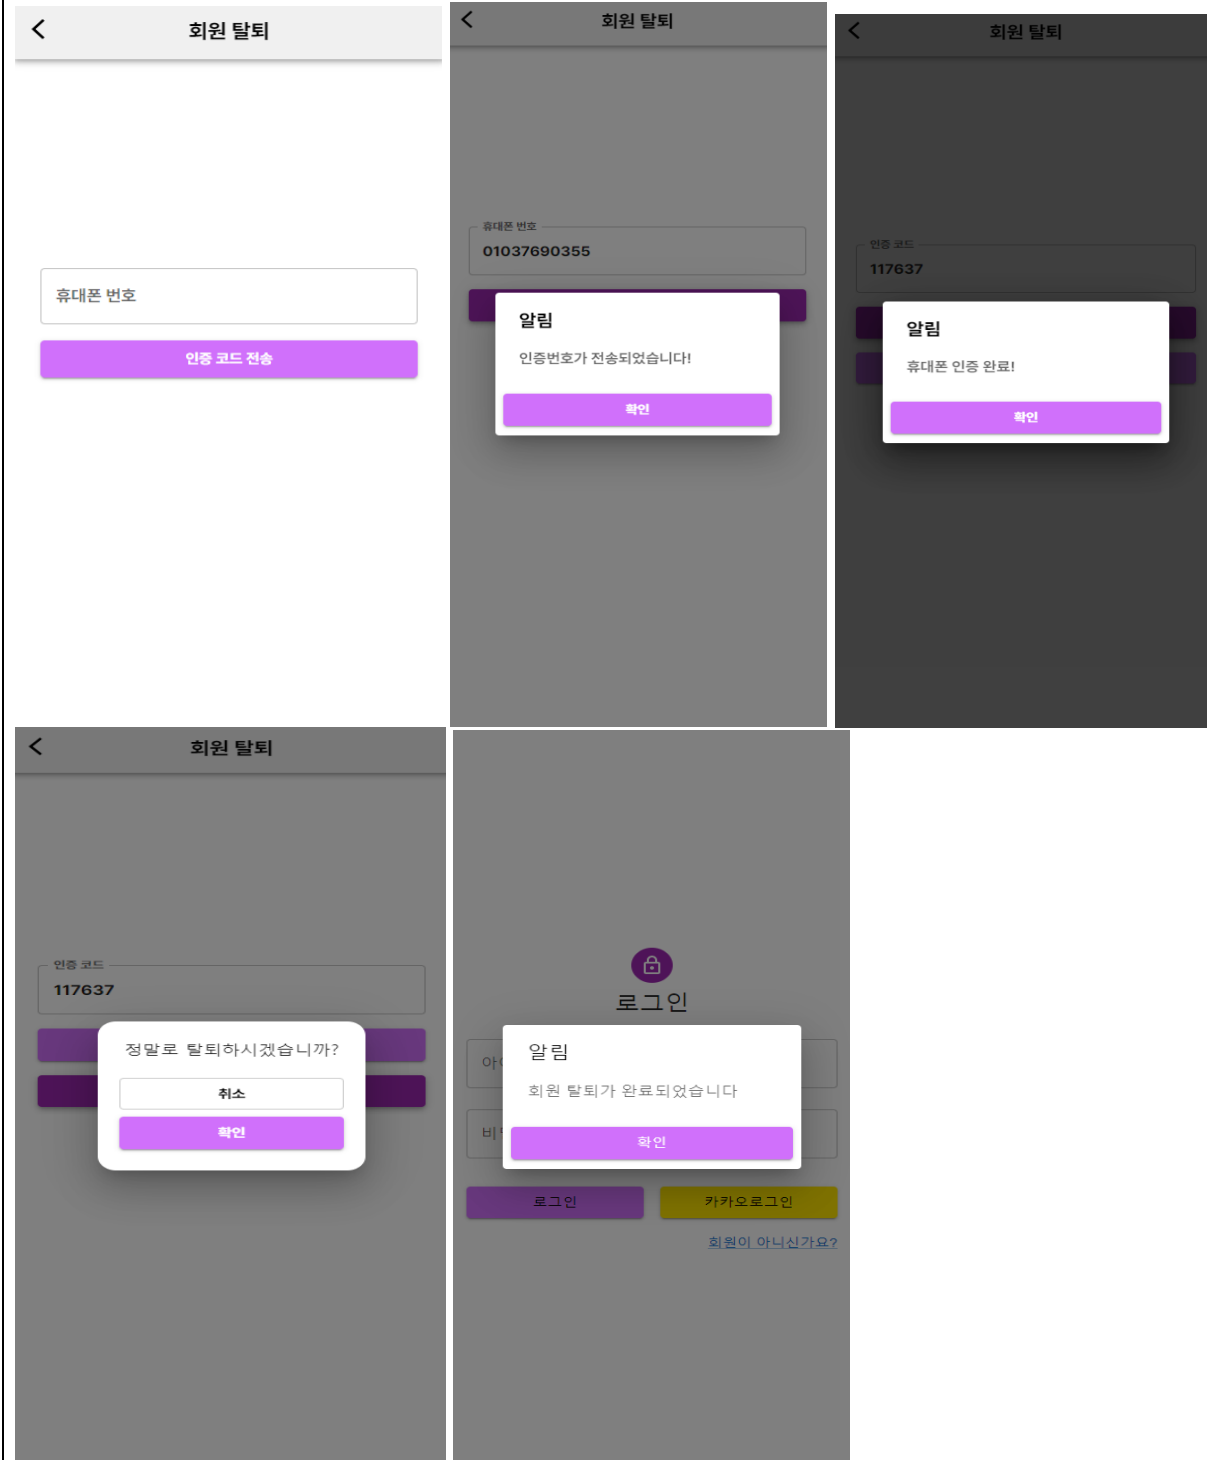 회원 탈퇴
휴대폰 번호
인증 코드 전송
회원 탈퇴
휴대폰 번호
01037690355
알림
인증번호가 전송되었습니다!
확인
회원 탈퇴
인증 코드
117637
알림
휴대폰 인증 완료!
확인
회원 탈퇴
인증 코드
117637
정말로 탈퇴하시겠습니까?
취소
확인
로그인
알림
회원 탈퇴가 완료되었습니다
확인
로그인
카카오로그인
회원이 아니신가요?